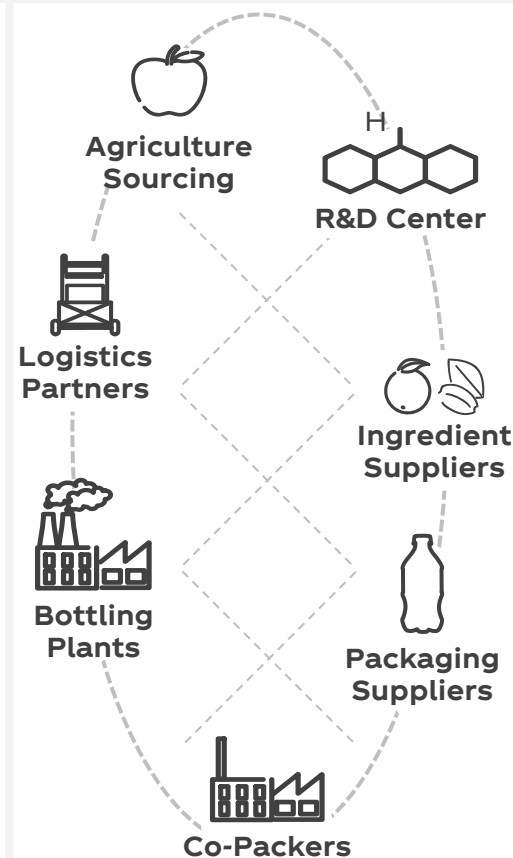 Agriculture
Sourcing
H
R&D Center
Logistics
Partners
Ingredient
Suppliers
Bottling
Plants
Packaging
Suppliers
Co-Packers